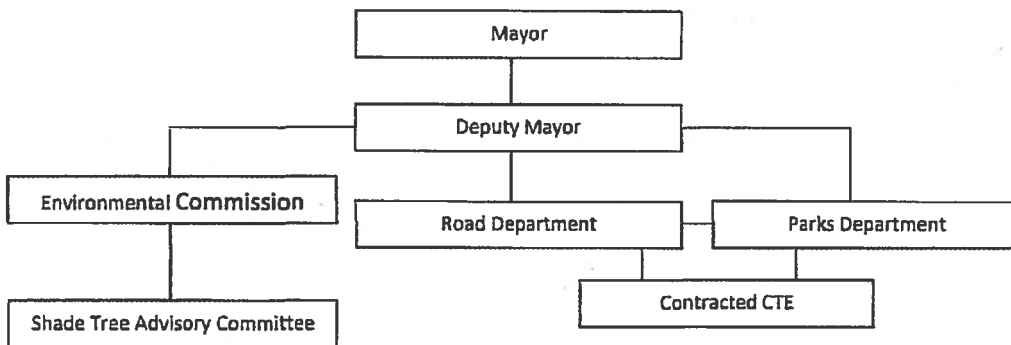 Mayor
Deputy Mayor
Environmental Commission
Road Department
Parks Department
Contracted CTE
Shade Tree Advisory Committee